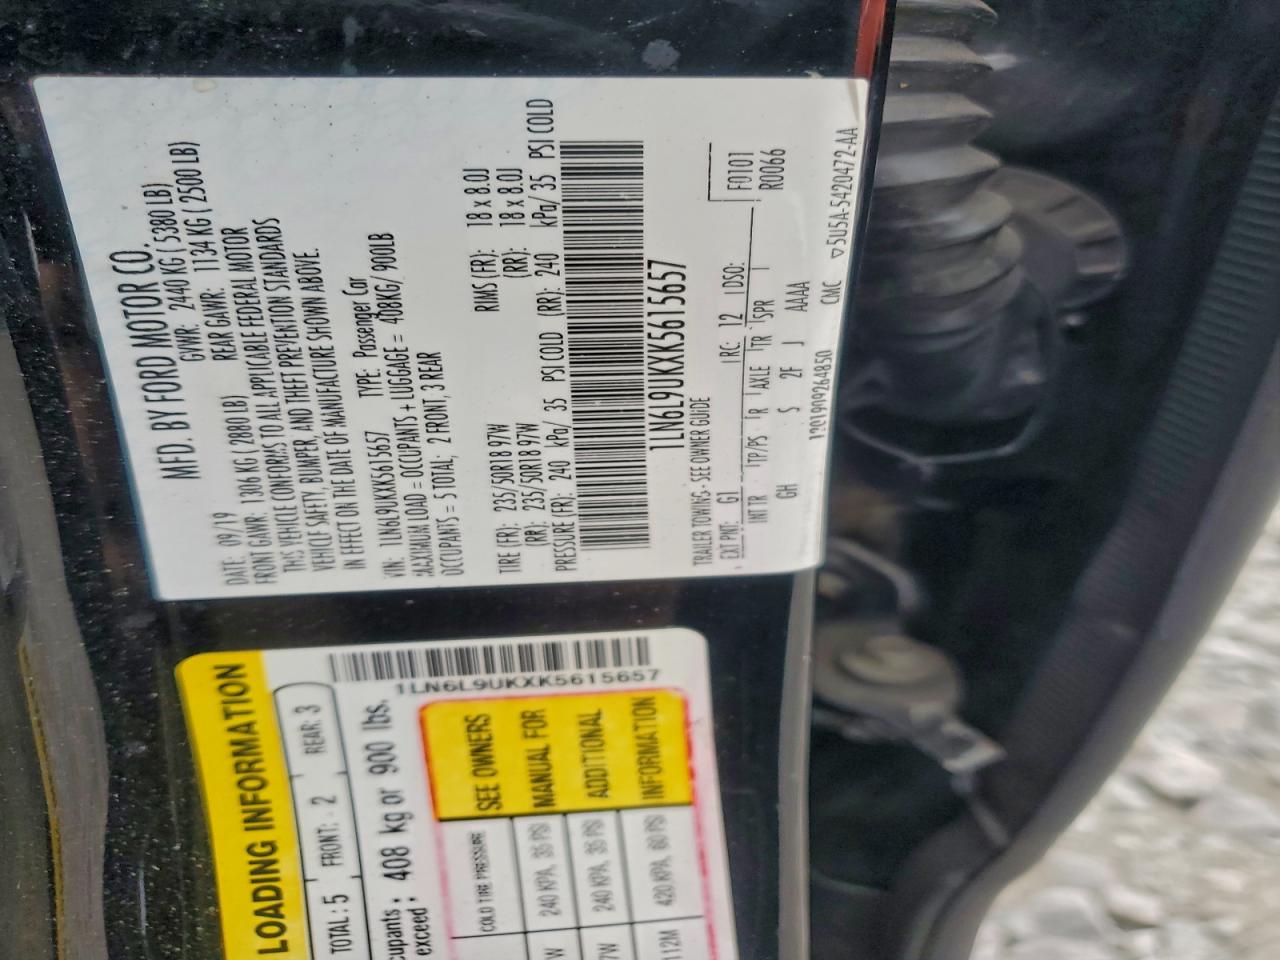 MFD. BY FORD MOTOR CO.
DATE: 09/19 GVWR: 2440 KG ( 5380 LB)
FRONT GAWR: 1306 KG ( 2880 LB) REAR GAWR: 1134 KG ( 2500 LB)
THIS VEHICLE CONFORMS TO ALL APPLICABLE FEDERAL MOTOR
VEHICLE SAFETY, BUMPER, AND THEFT PREVENTION STANDARDS
IN EFFECT ON THE DATE OF MANUFACTURE SHOWN ABOVE.
VIN: 1LN6L9UKXK5615657 TYPE: Passenger Car
MAXIMUM LOAD = OCCUPANTS + LUGGAGE = 408KG/ 900LB
OCCUPANTS = 5 TOTAL; 2 FRONT, 3 REAR
TIRE (FR): 235/50R18 97W RIMS (FR): 18 x 8.0J
(RR): 235/50R18 97W (RR): 18 x 8.0J
PRESSURE (FR): 240 kPa/ 35 PSI COLD (RR): 240 kPa/ 35 PSI COLD
1LN6L9UKXK5615657
TRAILER TOWING - SEE OWNER GUIDE
EXT PNT: G1 RC: 12 DSO: F0101
R0066
INT TR TP/PS R AXLE TR SPR
GH S 2F J AAAA
1201909264850 CMC 5U5A-5420472-AA
LOADING INFORMATION
TOTAL : 5 FRONT: 2 REAR: 3
cupants : 408 kg or 900 lbs.
exceed
1LN6L9UKXK5615657
COLD TIRE PRESSURE SEE OWNERS
W 240 KPA, 35 PSI MANUAL FOR
7W 240 KPA, 35 PSI ADDITIONAL
112M 420 KPA, 60 PSI INFORMATION